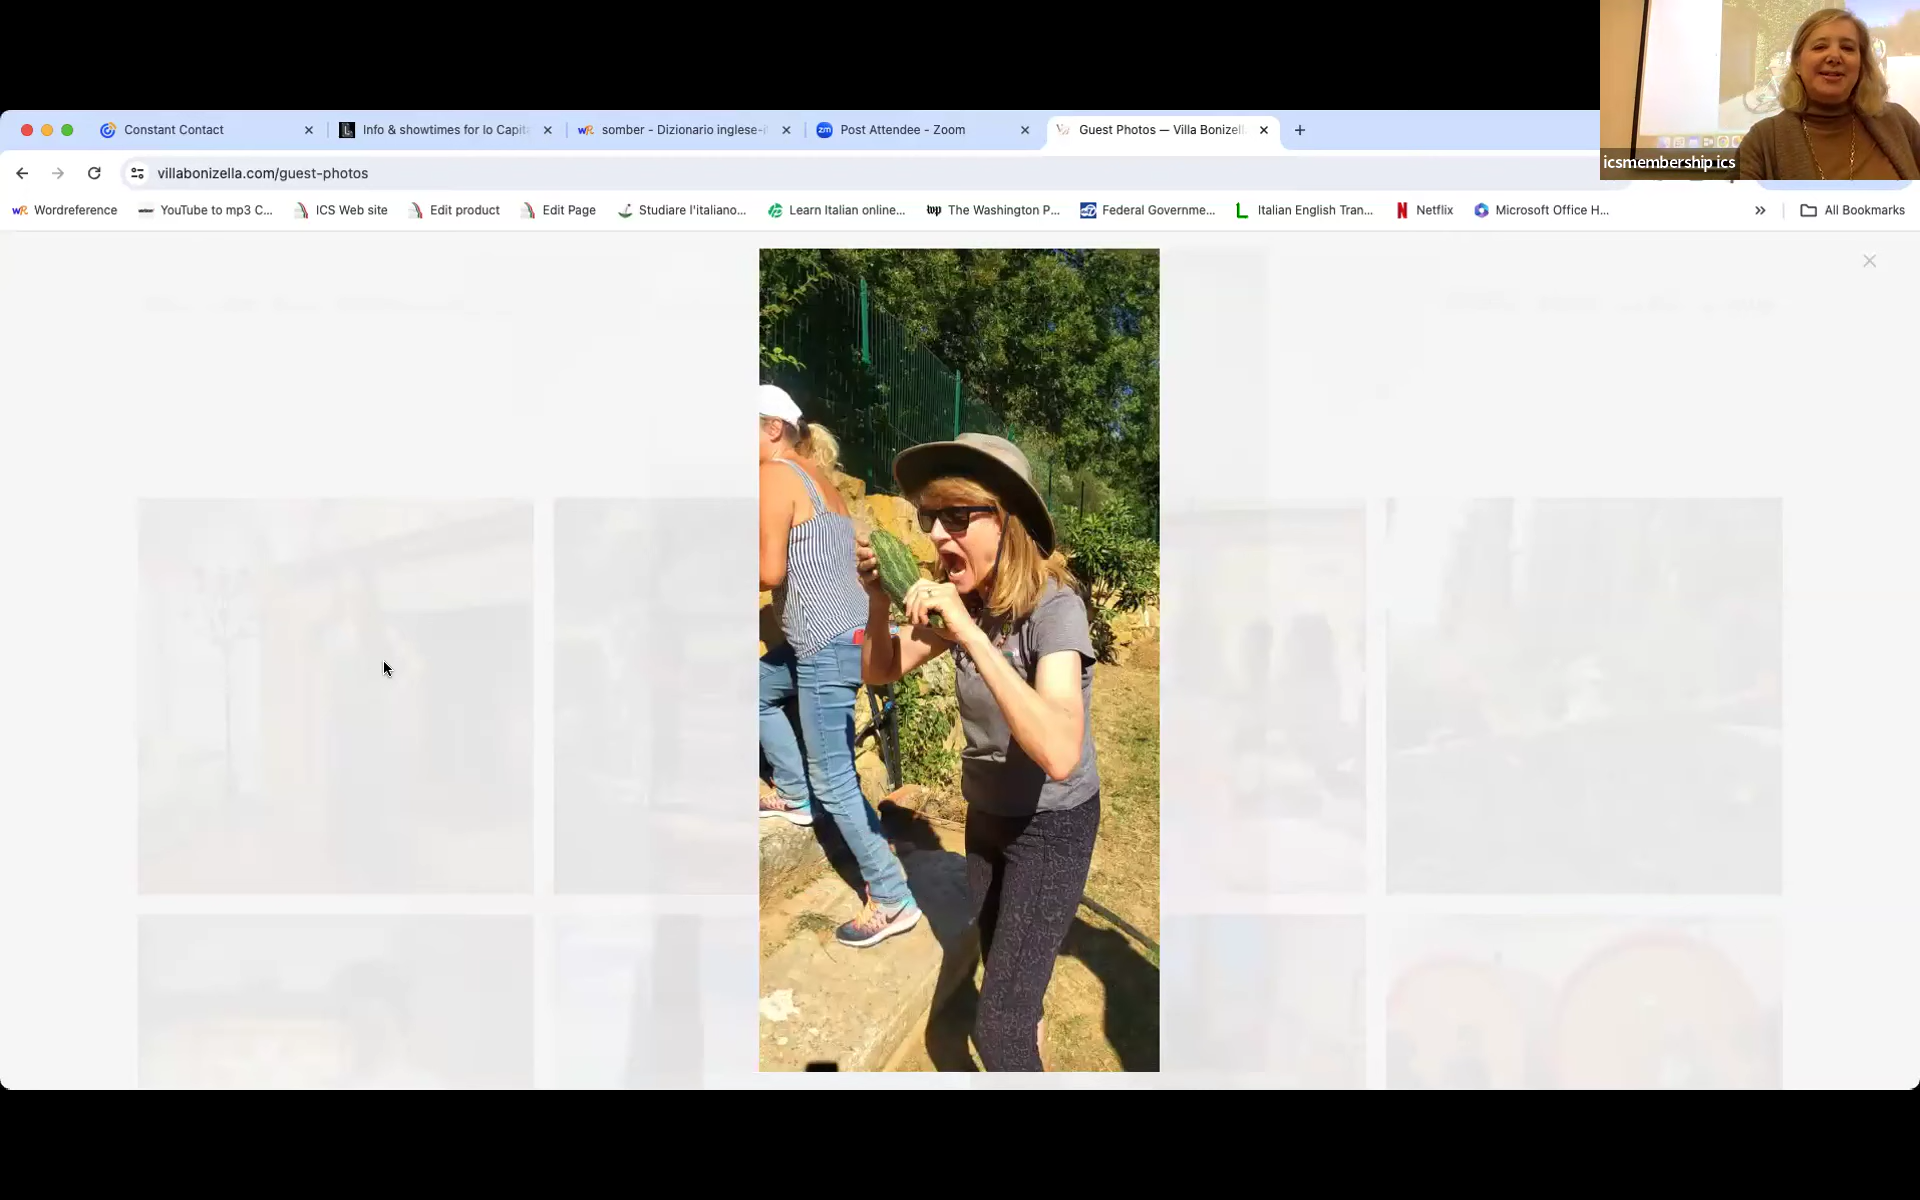 Constant Contact
Info & showtimes for Io Capit
somber - Dizionario inglese-i
Post Attendee - Zoom
Guest Photos — Villa Bonizell
villabonizella.com/guest-photos
icsmembership ics
Wordreference
YouTube to mp3 C...
ICS Web site
Edit product
Edit Page
Studiare l'italiano...
Learn Italian online...
The Washington P...
Federal Governme...
Italian English Tran...
Netflix
Microsoft Office H...
All Bookmarks